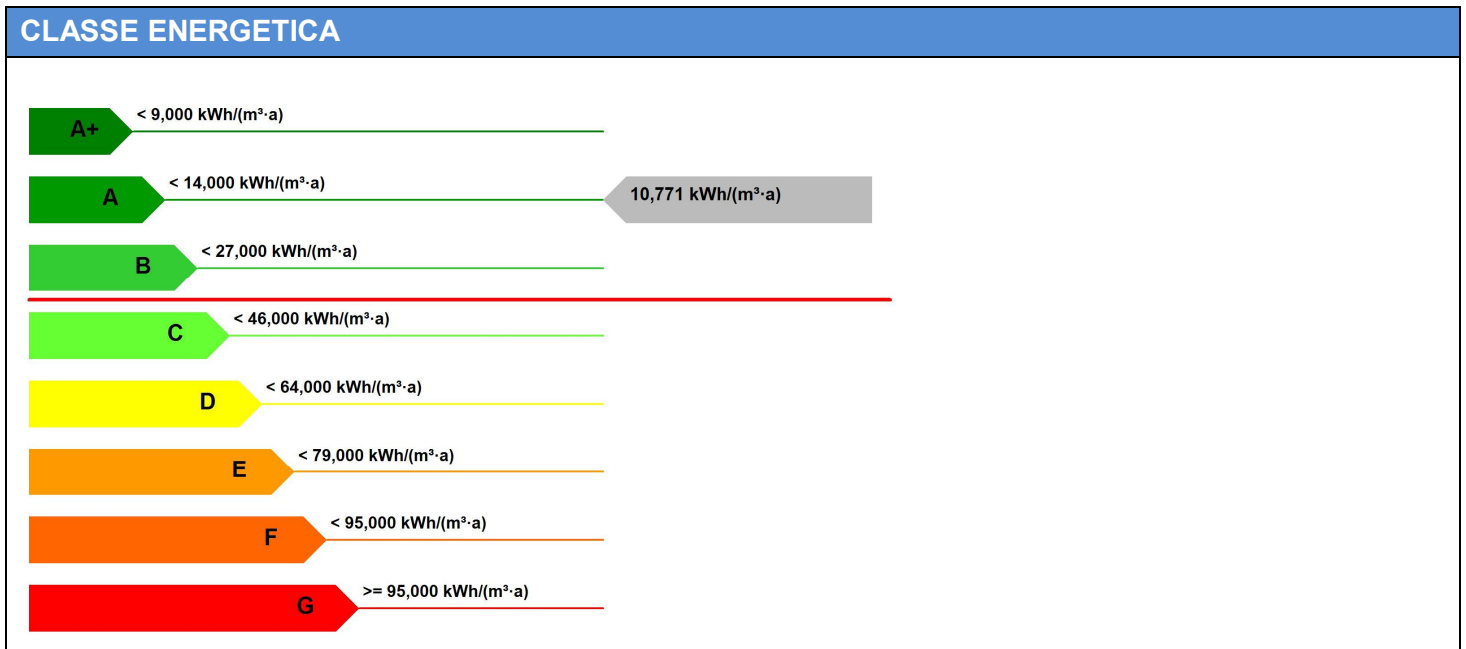 CLASSE ENERGETICA
A+ < 9,000 kWh/(m³·a)
A < 14,000 kWh/(m³·a) 10,771 kWh/(m³·a)
B < 27,000 kWh/(m³·a)
C < 46,000 kWh/(m³·a)
D < 64,000 kWh/(m³·a)
E < 79,000 kWh/(m³·a)
F < 95,000 kWh/(m³·a)
G >= 95,000 kWh/(m³·a)